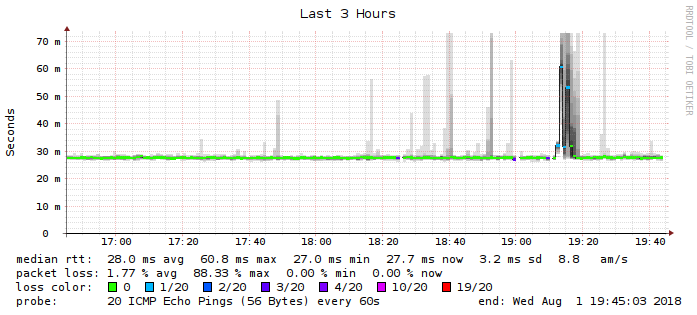 Last 3 Hours
RRDTOOL / TOBI OETIKER
Seconds
70 m
60 m
50 m
40 m
30 m
20 m
10 m
0
17:00 17:20 17:40 18:00 18:20 18:40 19:00 19:20 19:40
median rtt: 28.0 ms avg 60.8 ms max 27.0 ms min 27.7 ms now 3.2 ms sd 8.8 am/s
packet loss: 1.77 % avg 88.33 % max 0.00 % min 0.00 % now
loss color: 0 1/20 2/20 3/20 4/20 10/20 19/20
probe: 20 ICMP Echo Pings (56 Bytes) every 60s end: Wed Aug 1 19:45:03 2018